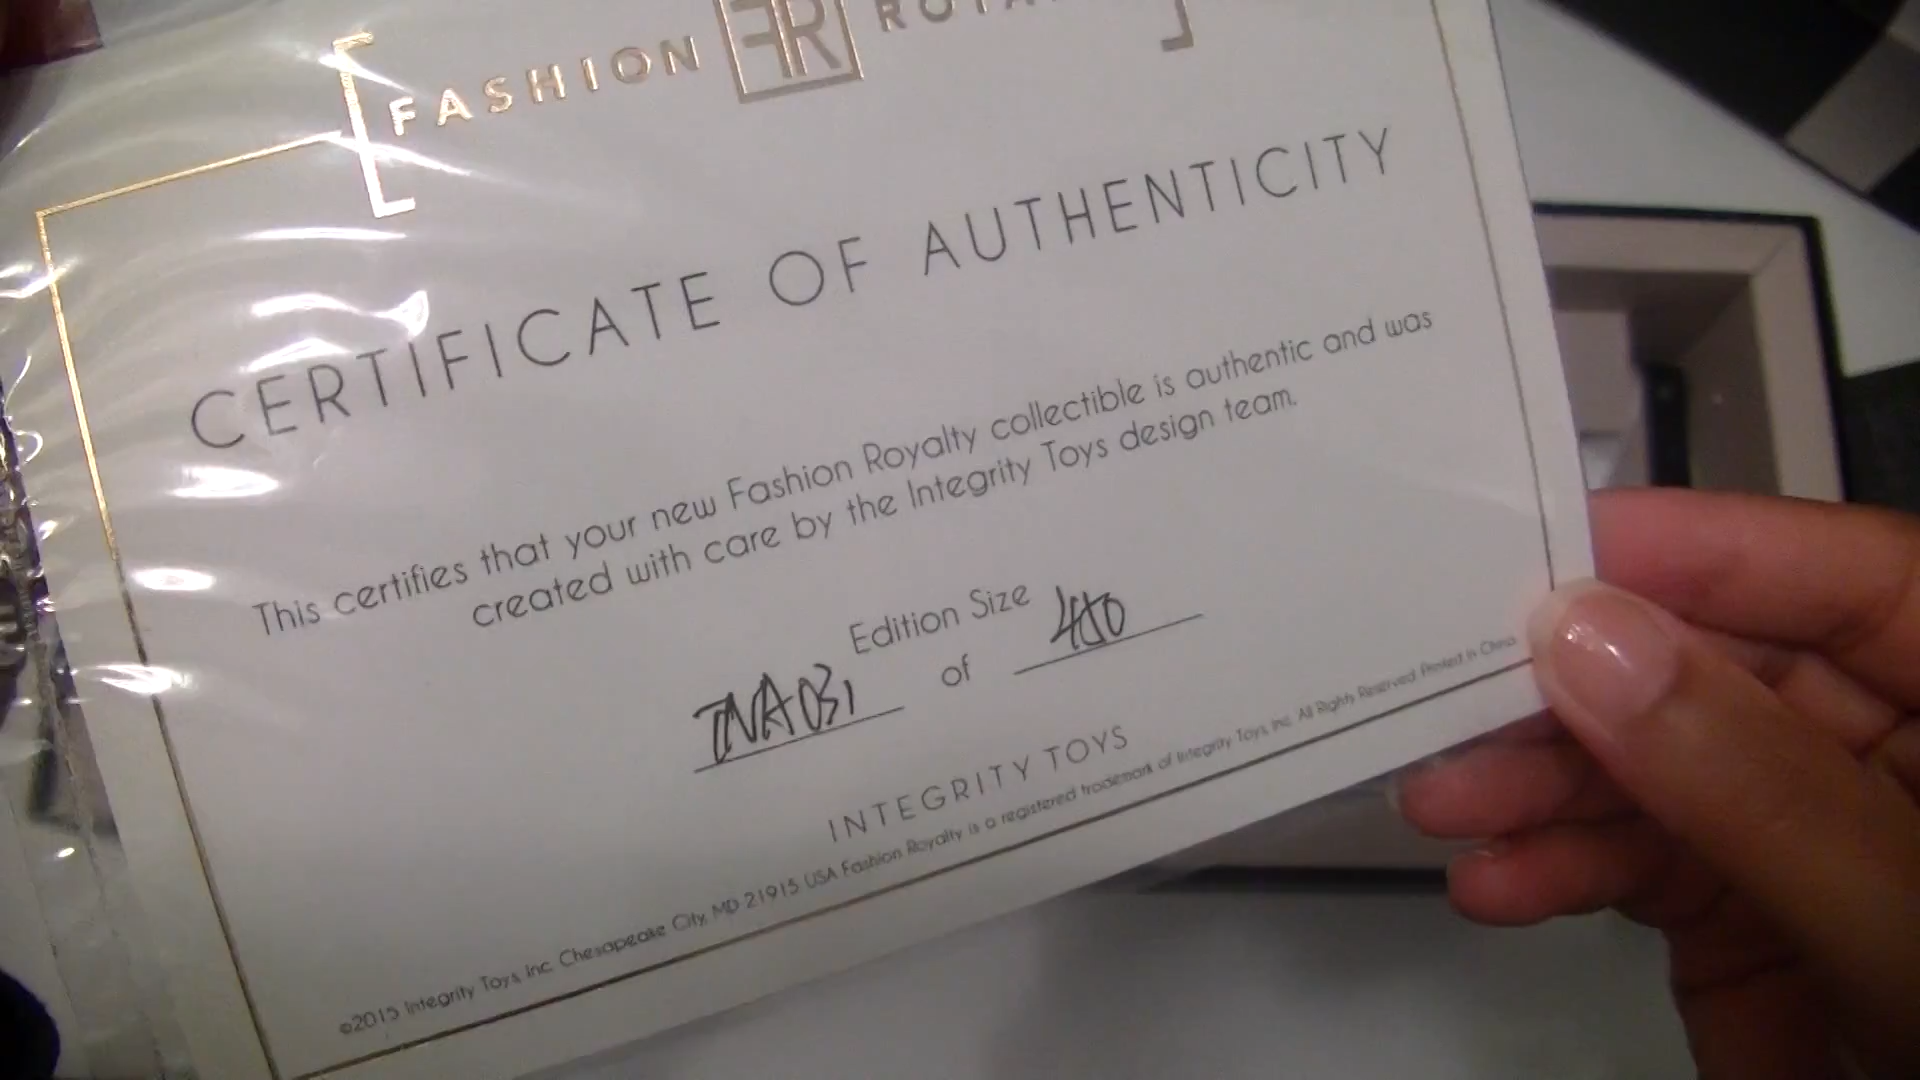 FASHION FR
CERTIFICATE OF AUTHENTICITY
This certifies that your new Fashion Royalty collectible is authentic and was
created with care by the Integrity Toys design team.
Edition Size
of
INTEGRITY TOYS
©2015 Integrity Toys, Inc. Chesapeake City, MD 21915 USA Fashion Royalty is a registered trademark of Integrity Toys, Inc. All Rights Reserved. Printed in China